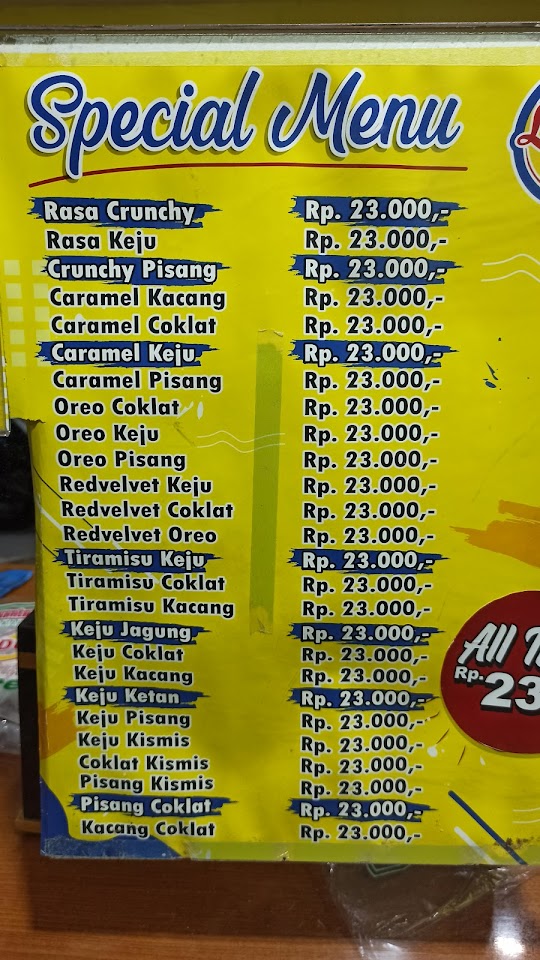 Special Menu
Rasa Crunchy Rp. 23.000,-
Rasa Keju Rp. 23.000,-
Crunchy Pisang Rp. 23.000,-
Caramel Kacang Rp. 23.000,-
Caramel Coklat Rp. 23.000,-
Caramel Keju Rp. 23.000,-
Caramel Pisang Rp. 23.000,-
Oreo Coklat Rp. 23.000,-
Oreo Keju Rp. 23.000,-
Oreo Pisang Rp. 23.000,-
Redvelvet Keju Rp. 23.000,-
Redvelvet Coklat Rp. 23.000,-
Redvelvet Oreo Rp. 23.000,-
Tiramisu Keju Rp. 23.000,-
Tiramisu Coklat Rp. 23.000,-
Tiramisu Kacang Rp. 23.000,-
Keju Jagung Rp. 23.000,-
Keju Coklat Rp. 23.000,-
Keju Kacang Rp. 23.000,-
Keju Ketan Rp. 23.000,-
Keju Pisang Rp. 23.000,-
Keju Kismis Rp. 23.000,-
Coklat Kismis Rp. 23.000,-
Pisang Kismis Rp. 23.000,-
Pisang Coklat Rp. 23.000,-
Kacang Coklat Rp. 23.000,-
All
Rp. 23